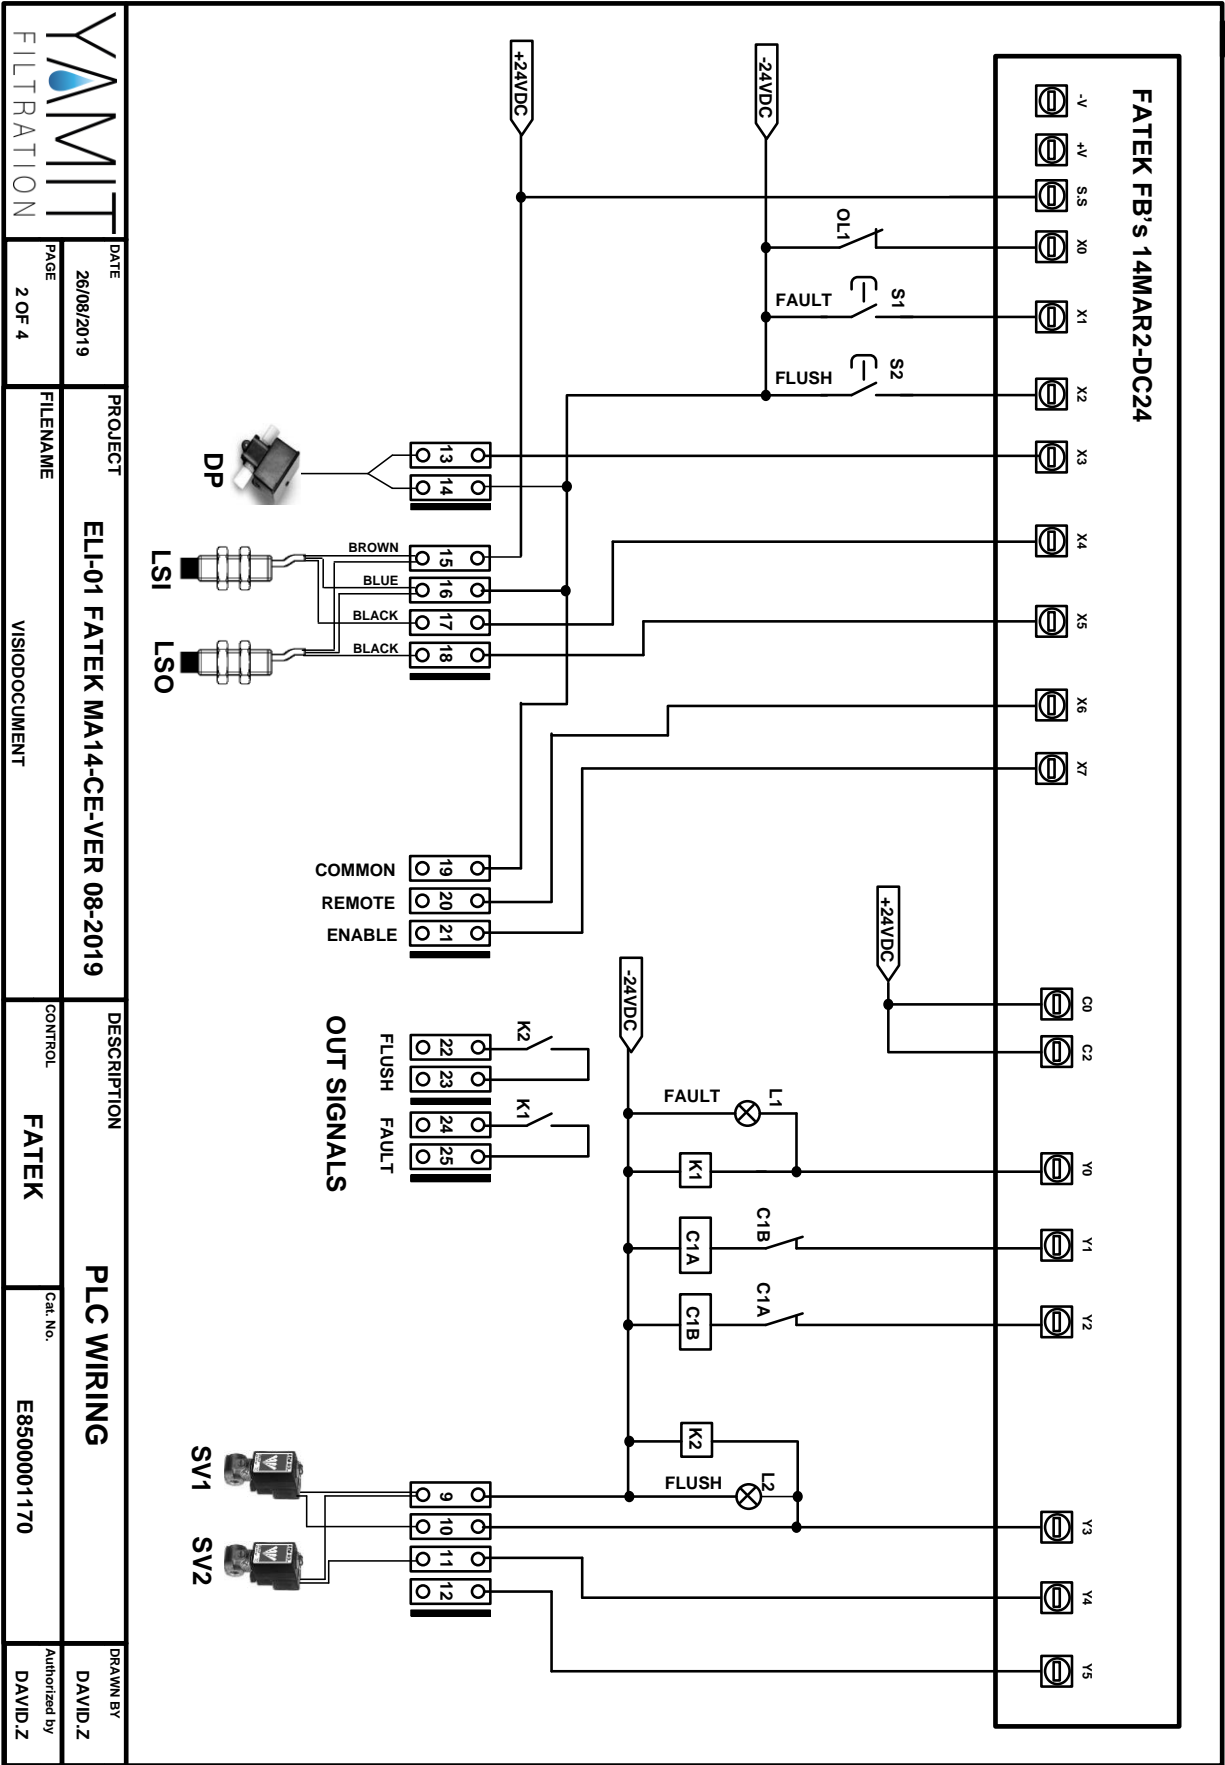 FATEK FB's 14MAR2-DC24
-V
+V
S.S
X0
X1
X2
X3
X4
X5
X6
X7
C0
C2
Y0
Y1
Y2
Y3
Y4
Y5
-24VDC
+24VDC
OL1
S1
FAULT
S2
FLUSH
13
14
DP
15
16
17
18
BROWN
BLUE
BLACK
BLACK
LSI
LSO
19
20
21
COMMON
REMOTE
ENABLE
+24VDC
-24VDC
K2
22
23
FLUSH
K1
24
25
FAULT
OUT SIGNALS
L1
FAULT
K1
C1B
C1A
C1A
C1B
K2
L2
FLUSH
9
10
11
12
SV1
SV2
YAMIT
FILTRATION
DATE
26/08/2019
PAGE
2 OF 4
PROJECT
ELI-01 FATEK MA14-CE-VER 08-2019
FILENAME
VISIODOCUMENT
DESCRIPTION
PLC WIRING
CONTROL
FATEK
Cat. No.
E850001170
DRAWN BY
DAVID.Z
Authorized by
DAVID.Z